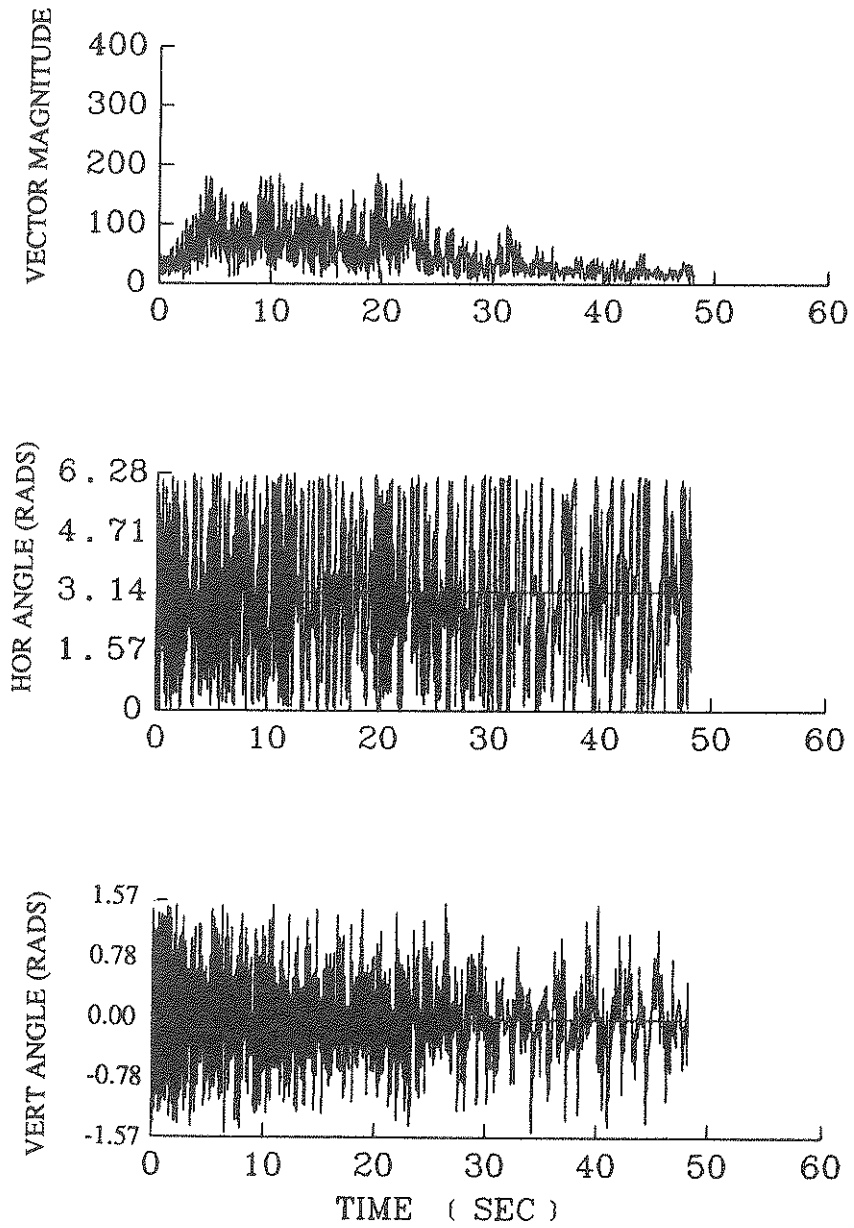 VECTOR MAGNITUDE
400
300
200
100
0
0 10 20 30 40 50 60
HOR ANGLE (RADS)
6.28
4.71
3.14
1.57
0
0 10 20 30 40 50 60
VERT ANGLE (RADS)
1.57
0.78
0.00
-0.78
-1.57
0 10 20 30 40 50 60
TIME ( SEC )